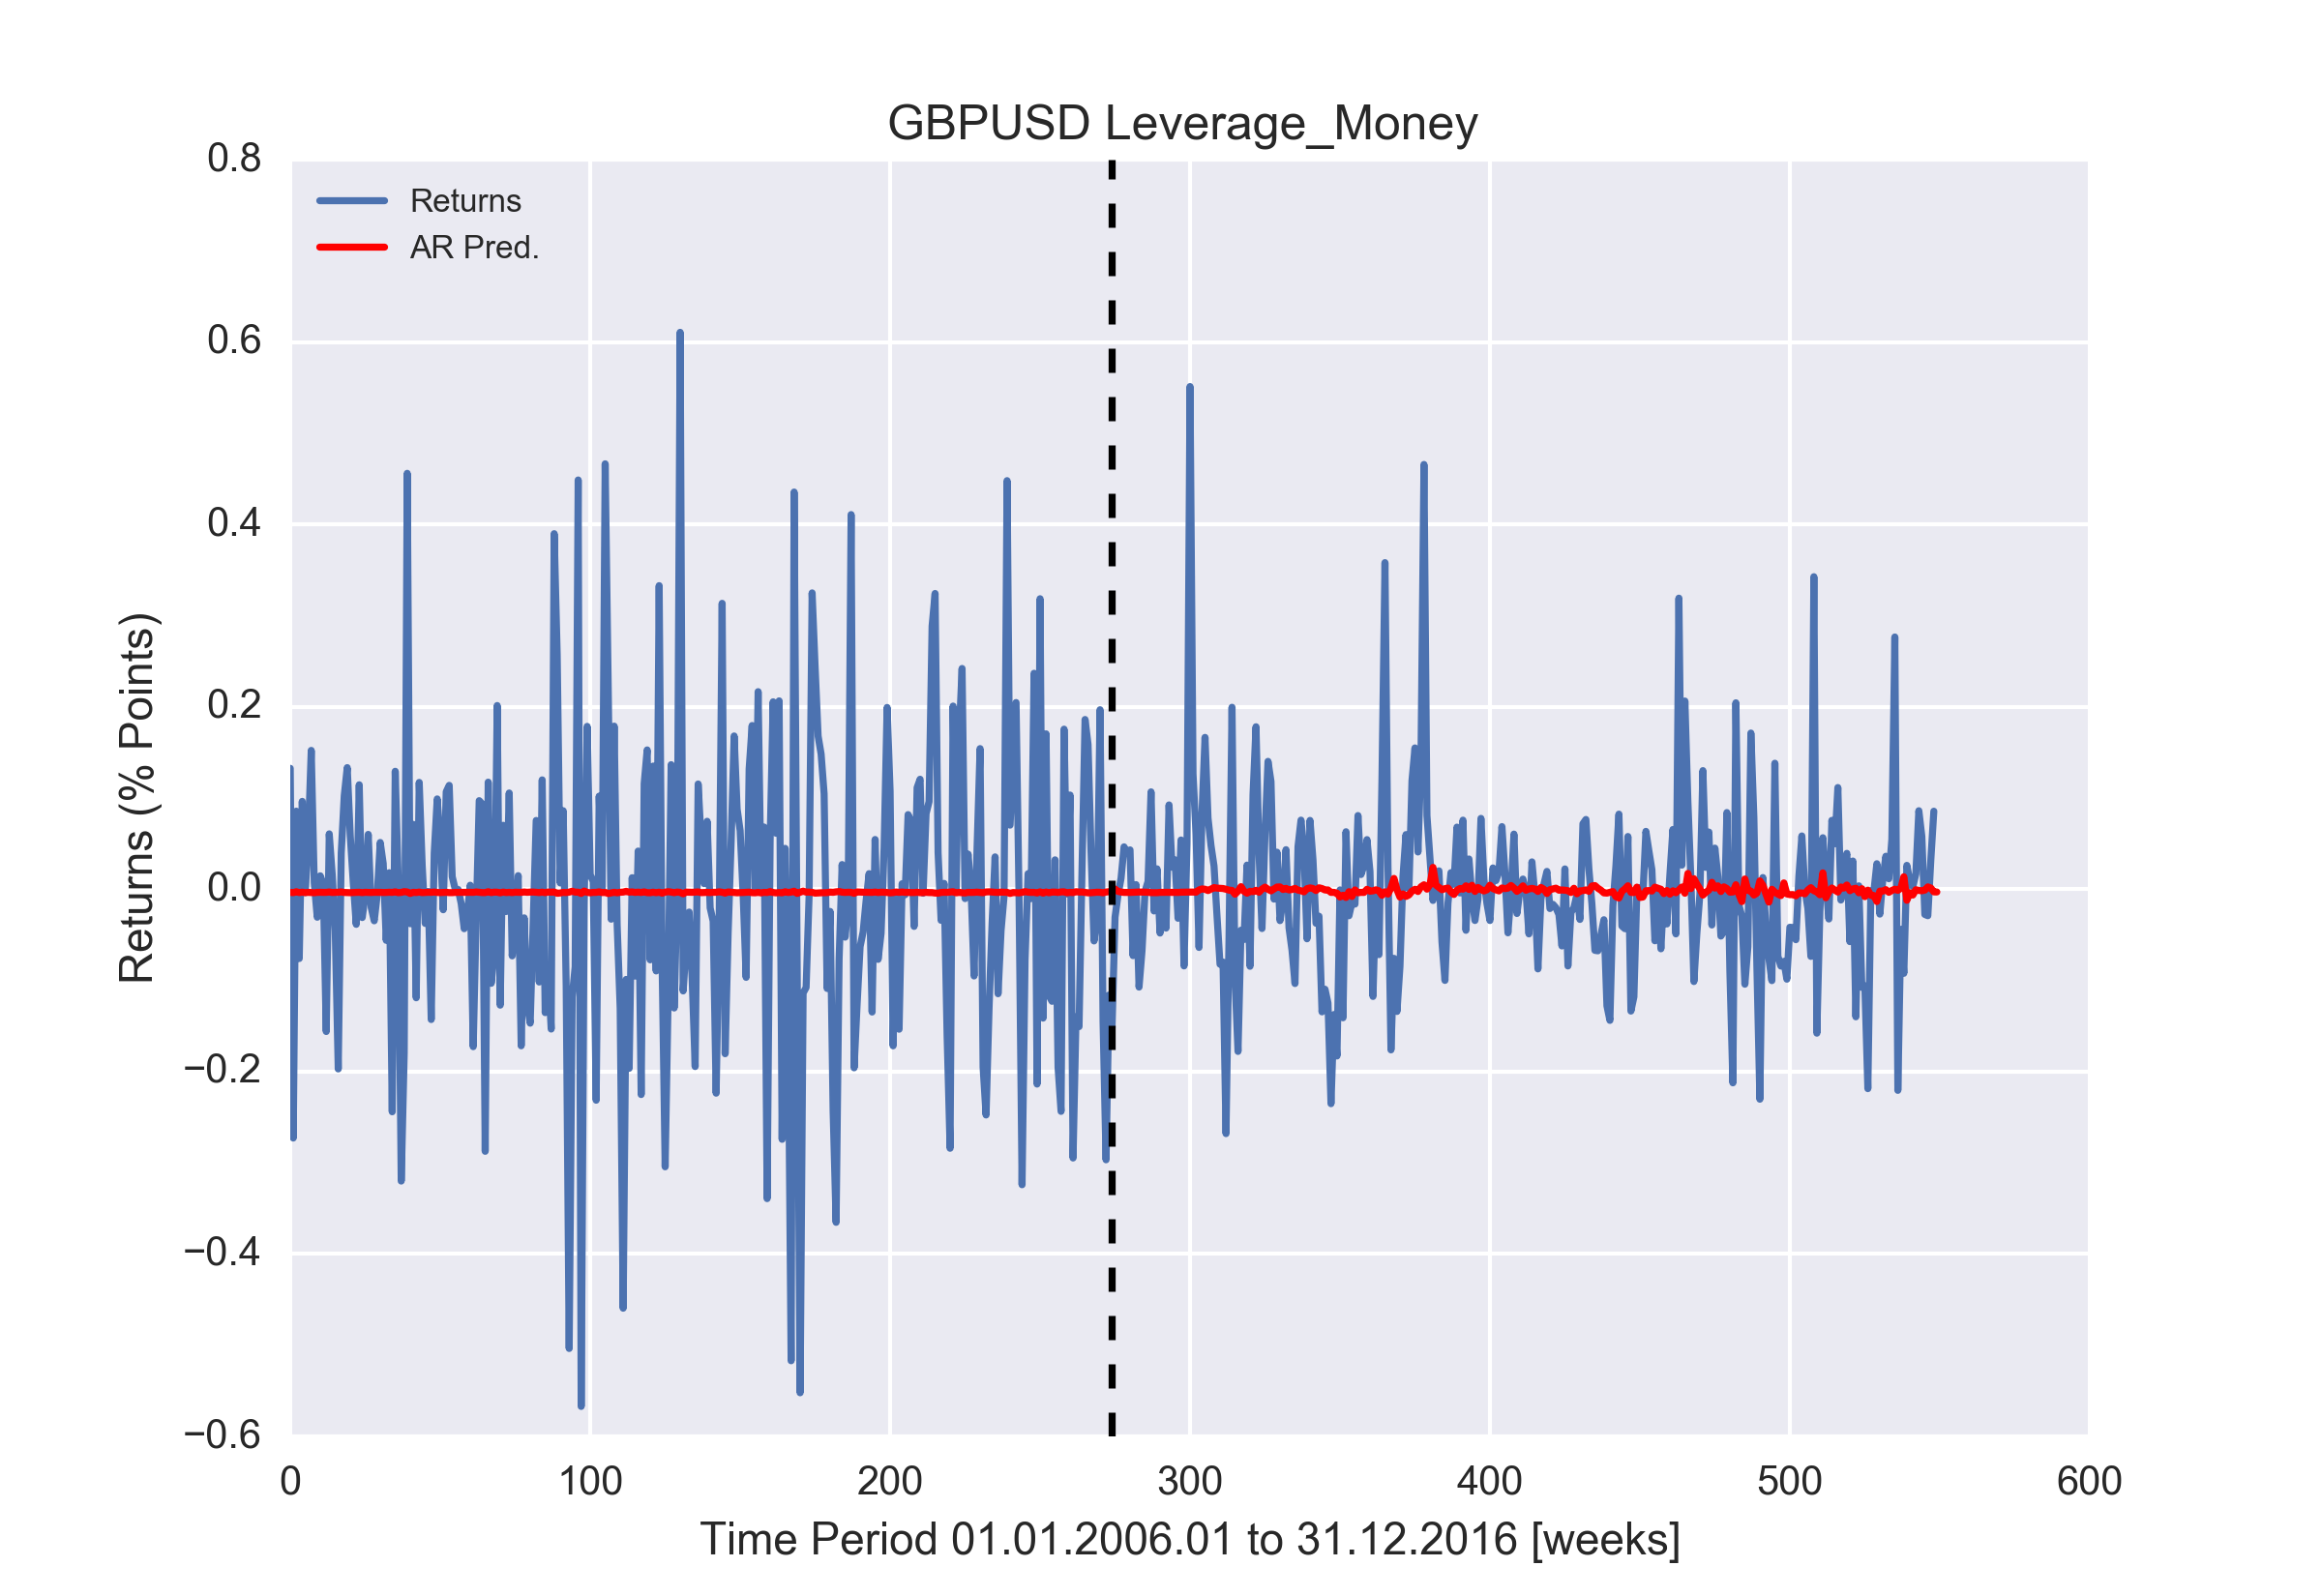 GBPUSD Leverage_Money
Returns
AR Pred.
0.8
0.6
0.4
0.2
0.0
−0.2
−0.4
−0.6
Returns (% Points)
0 100 200 300 400 500 600
Time Period 01.01.2006.01 to 31.12.2016 [weeks]